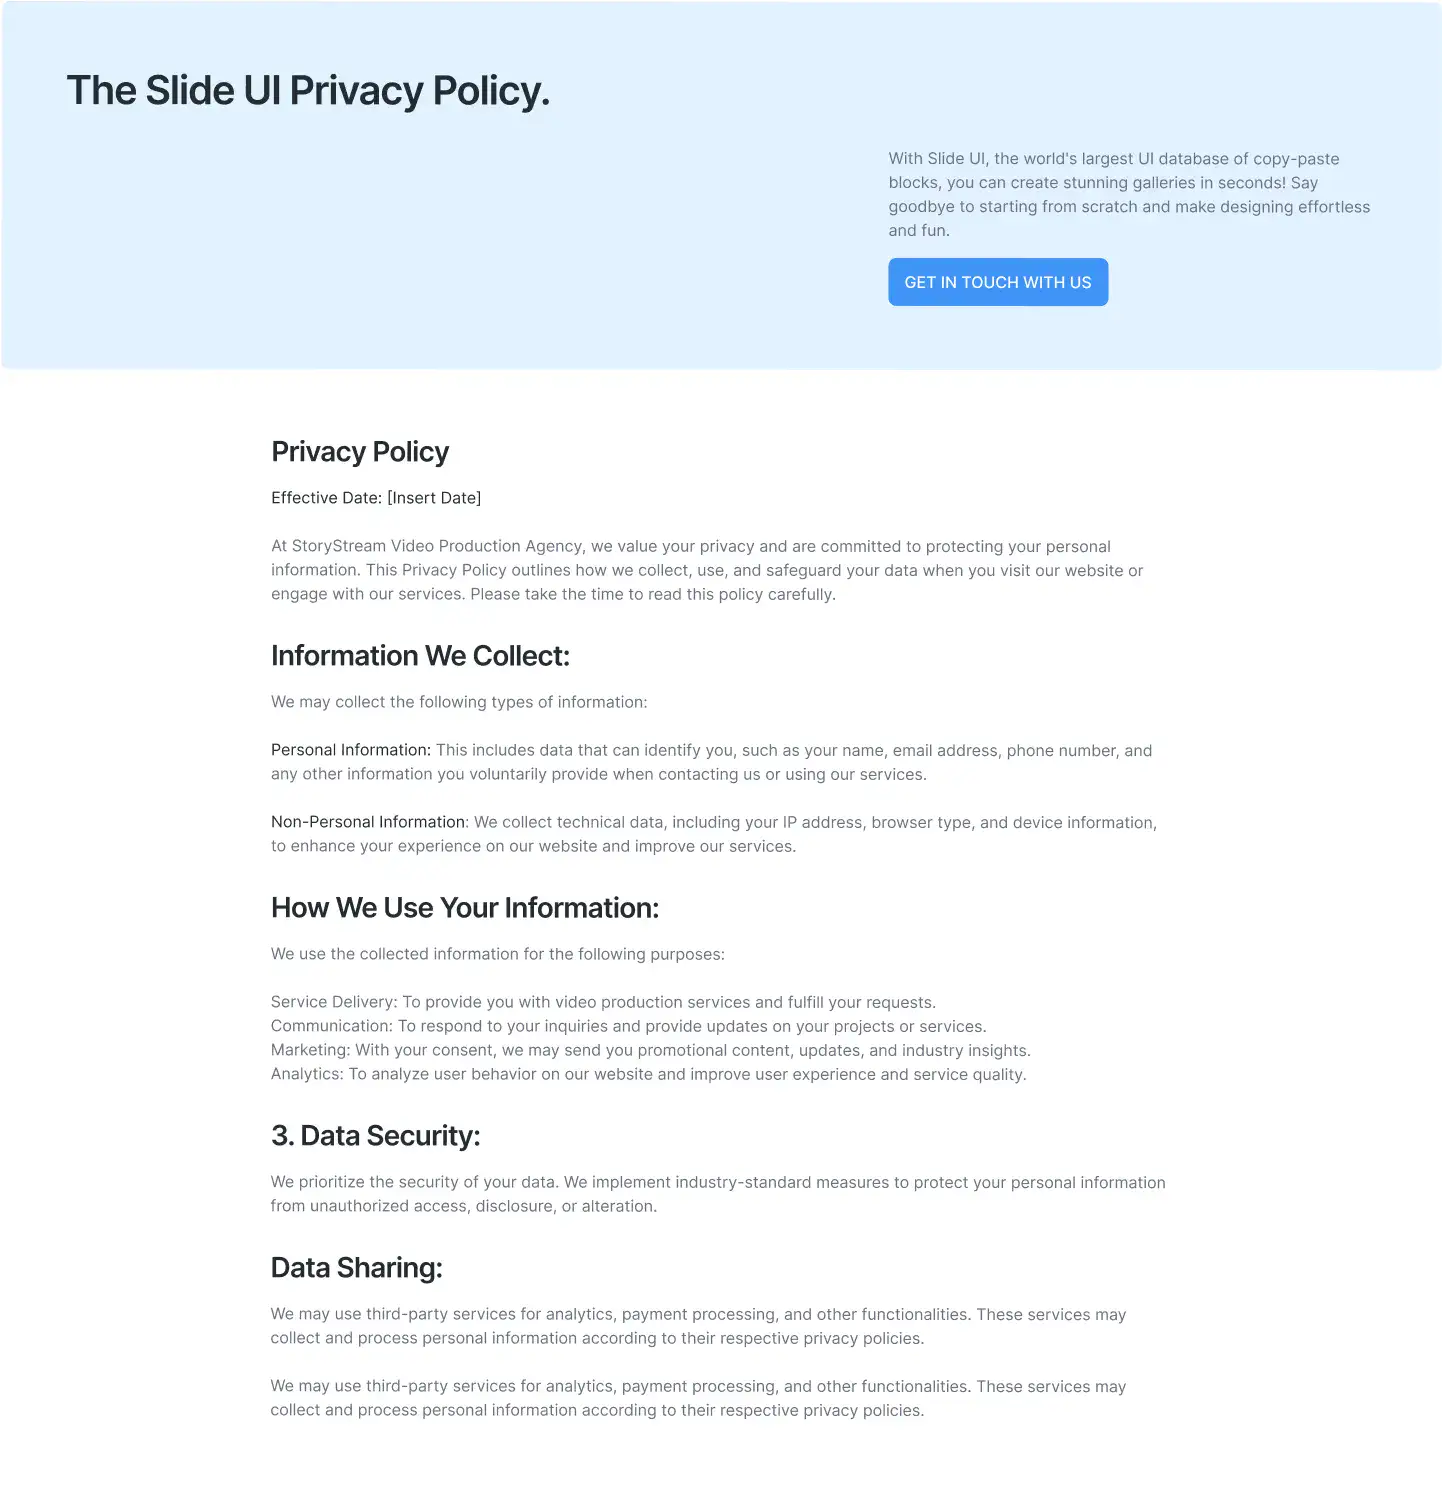 The Slide UI Privacy Policy.
With Slide UI, the world's largest UI database of copy-paste
blocks, you can create stunning galleries in seconds! Say
goodbye to starting from scratch and make designing effortless
and fun.
GET IN TOUCH WITH US
Privacy Policy
Effective Date: [Insert Date]
At StoryStream Video Production Agency, we value your privacy and are committed to protecting your personal
information. This Privacy Policy outlines how we collect, use, and safeguard your data when you visit our website or
engage with our services. Please take the time to read this policy carefully.
Information We Collect:
We may collect the following types of information:
Personal Information: This includes data that can identify you, such as your name, email address, phone number, and
any other information you voluntarily provide when contacting us or using our services.
Non-Personal Information: We collect technical data, including your IP address, browser type, and device information,
to enhance your experience on our website and improve our services.
How We Use Your Information:
We use the collected information for the following purposes:
Service Delivery: To provide you with video production services and fulfill your requests.
Communication: To respond to your inquiries and provide updates on your projects or services.
Marketing: With your consent, we may send you promotional content, updates, and industry insights.
Analytics: To analyze user behavior on our website and improve user experience and service quality.
3. Data Security:
We prioritize the security of your data. We implement industry-standard measures to protect your personal information
from unauthorized access, disclosure, or alteration.
Data Sharing:
We may use third-party services for analytics, payment processing, and other functionalities. These services may
collect and process personal information according to their respective privacy policies.
We may use third-party services for analytics, payment processing, and other functionalities. These services may
collect and process personal information according to their respective privacy policies.